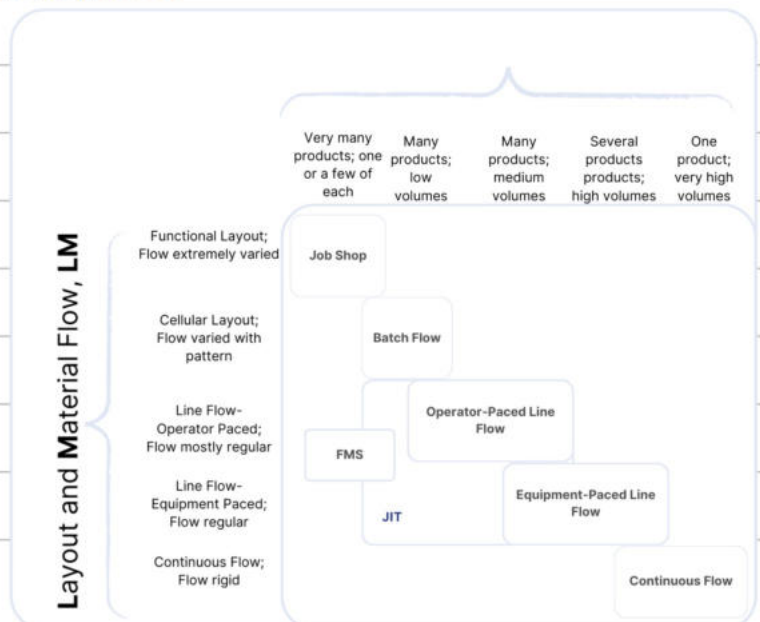 Very many
products; one
or a few of
each
Many
products;
low
volumes
Many
products;
medium
volumes
Several
products
products;
high volumes
One
product;
very high
volumes
Layout and Material Flow, LM
Functional Layout;
Flow extremely varied
Job Shop
Cellular Layout;
Flow varied with
pattern
Batch Flow
Line Flow-
Operator Paced;
Flow mostly regular
Operator-Paced Line
Flow
FMS
Line Flow-
Equipment Paced;
Flow regular
Equipment-Paced Line
Flow
JIT
Continuous Flow;
Flow rigid
Continuous Flow